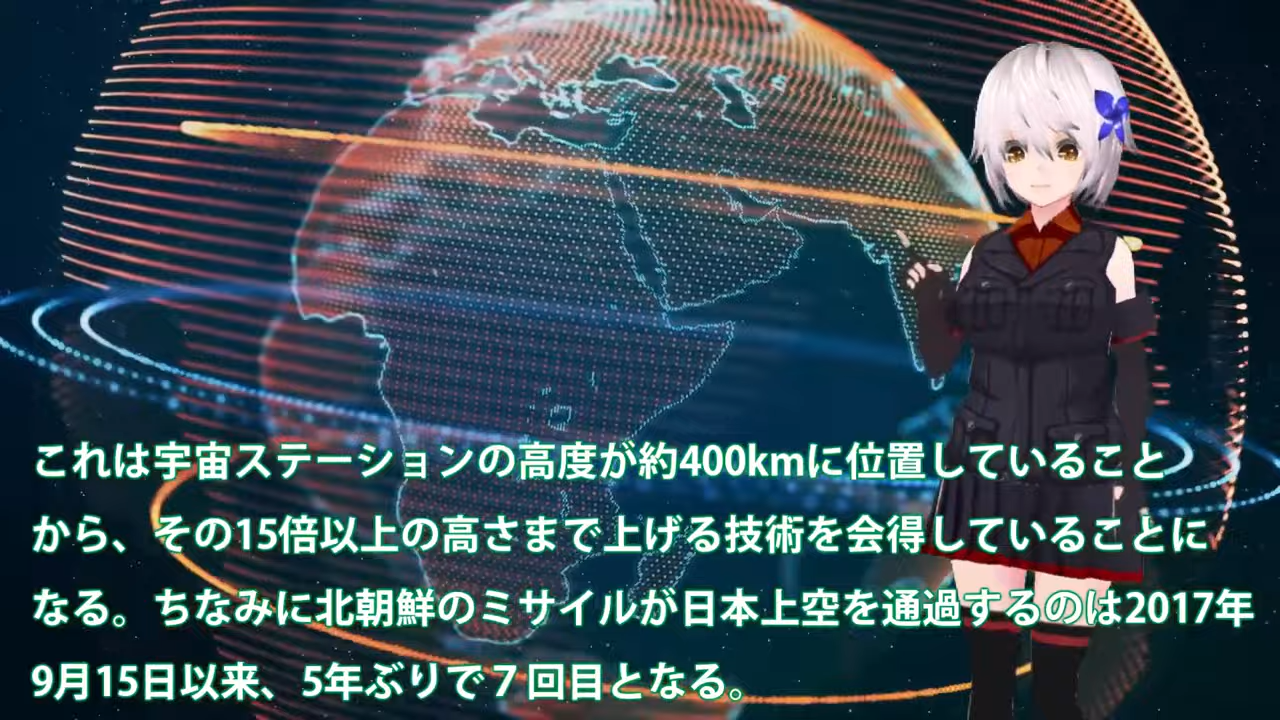 これは宇宙ステーションの高度が約400kmに位置していること
から、その15倍以上の高さまで上げる技術を会得していることに
なる。ちなみに北朝鮮のミサイルが日本上空を通過するのは2017年
9月15日以来、5年ぶりで７回目となる。